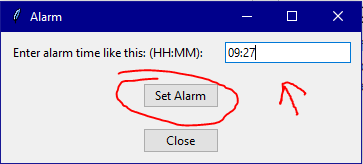 Alarm
Enter alarm time like this: (HH:MM): 09:27
Set Alarm
Close